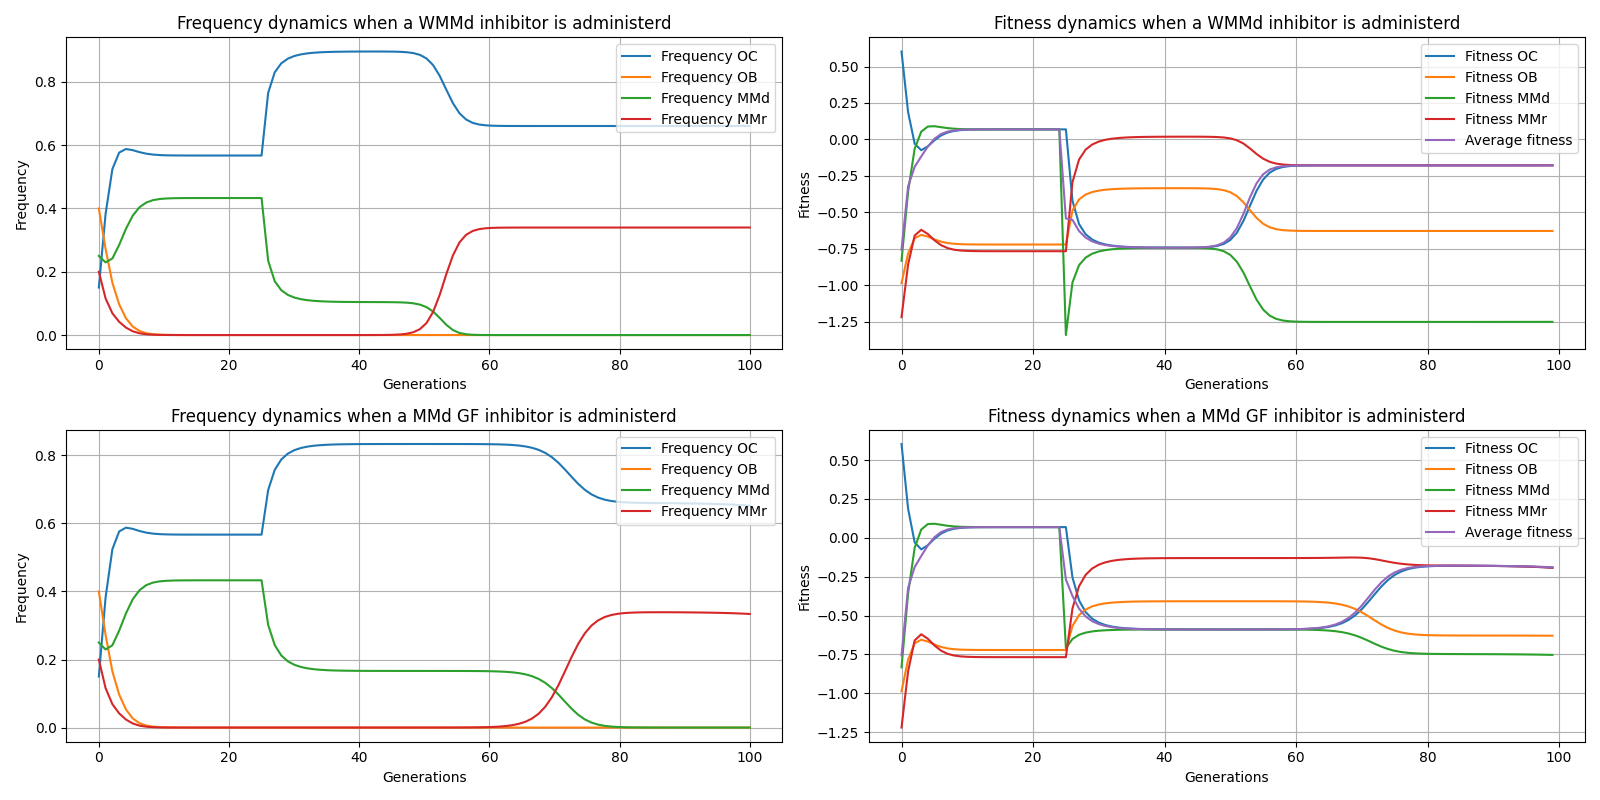 Frequency dynamics when a WMMd inhibitor is administerd
Frequency
0.8
0.6
0.4
0.2
0.0
Frequency OC
Frequency OB
Frequency MMd
Frequency MMr
0 20 40 60 80 100
Generations
Fitness dynamics when a WMMd inhibitor is administerd
Fitness
0.50
0.25
0.00
−0.25
−0.50
−0.75
−1.00
−1.25
Fitness OC
Fitness OB
Fitness MMd
Fitness MMr
Average fitness
0 20 40 60 80 100
Generations
Frequency dynamics when a MMd GF inhibitor is administerd
Frequency
0.8
0.6
0.4
0.2
0.0
Frequency OC
Frequency OB
Frequency MMd
Frequency MMr
0 20 40 60 80 100
Generations
Fitness dynamics when a MMd GF inhibitor is administerd
Fitness
0.50
0.25
0.00
−0.25
−0.50
−0.75
−1.00
−1.25
Fitness OC
Fitness OB
Fitness MMd
Fitness MMr
Average fitness
0 20 40 60 80 100
Generations